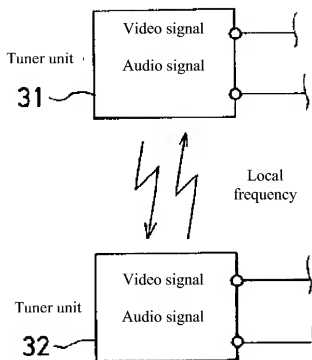 Video signal
Tuner unit
Audio signal
31
Local
frequency
Video signal
Tuner unit
Audio signal
32